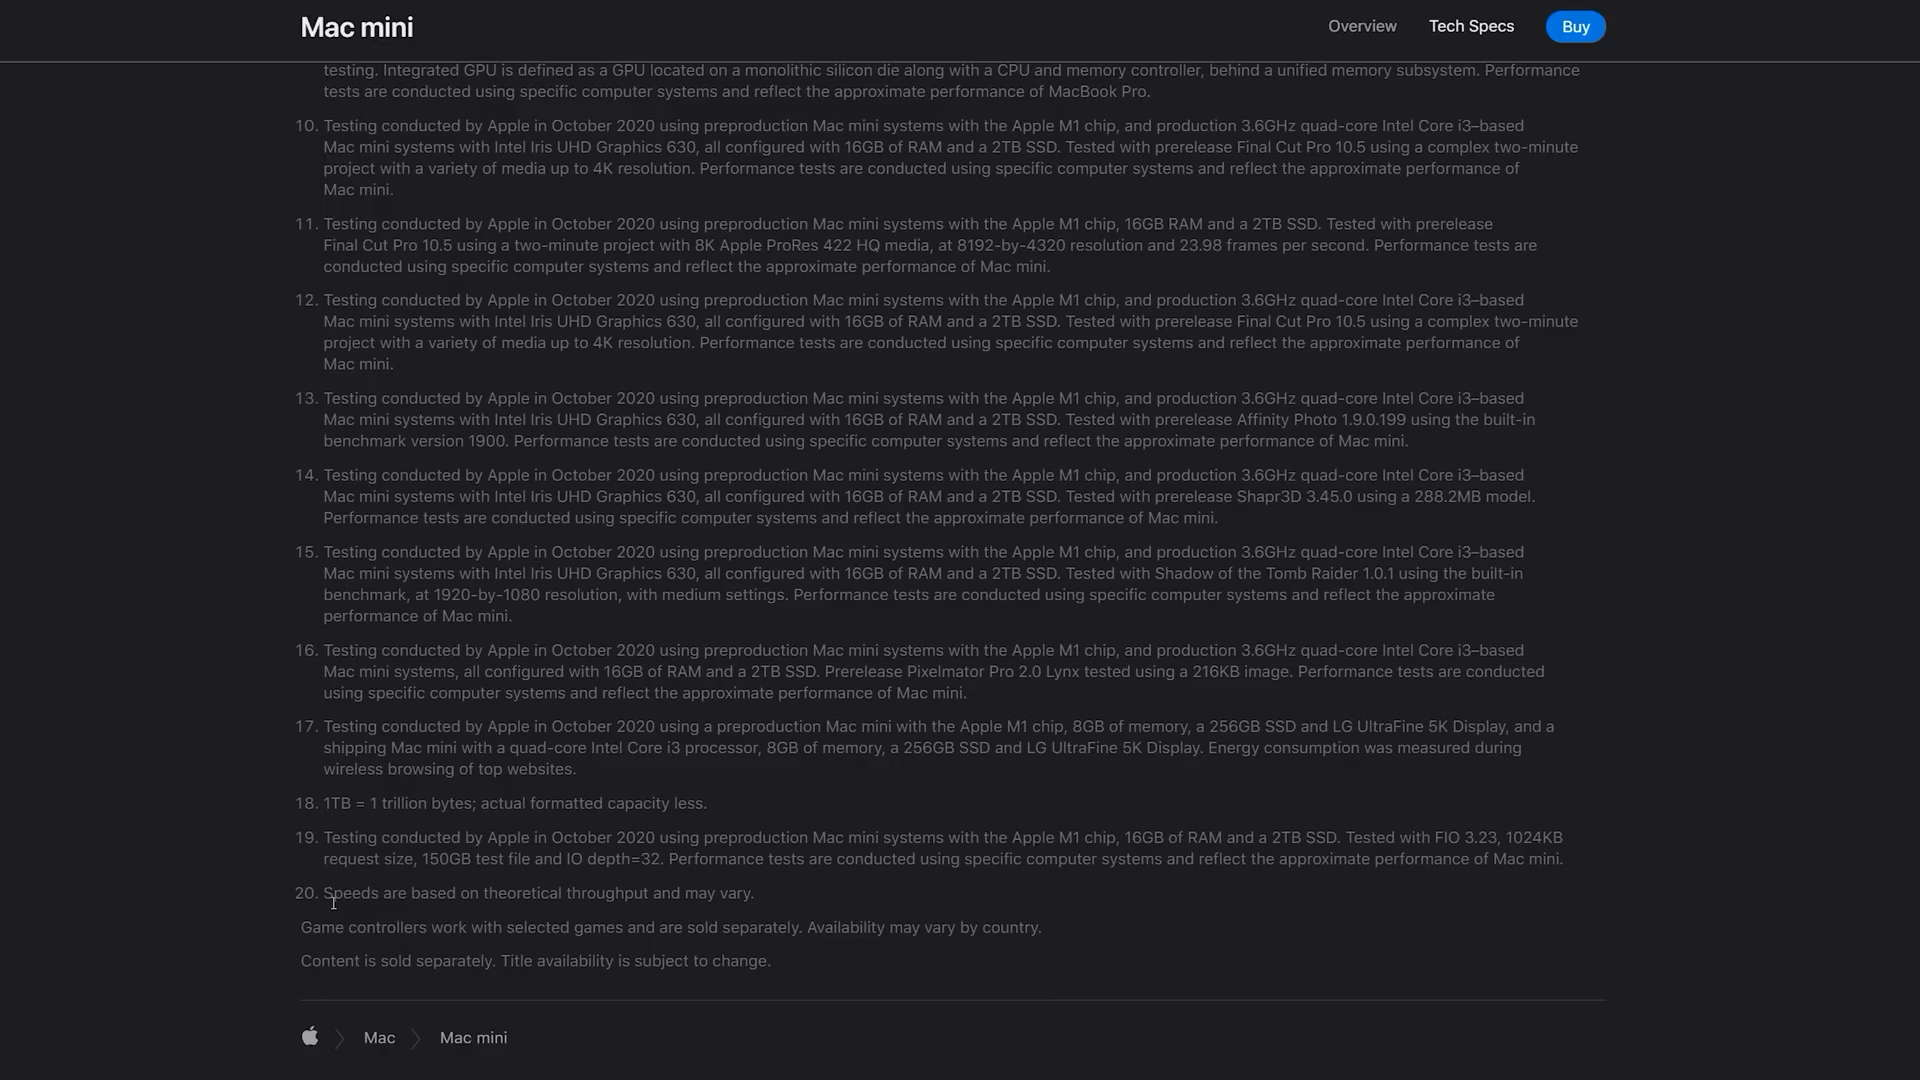 Mac mini
Overview
Tech Specs
Buy
testing. Integrated GPU is defined as a GPU located on a monolithic silicon die along with a CPU and memory controller, behind a unified memory subsystem. Performance
tests are conducted using specific computer systems and reflect the approximate performance of MacBook Pro.
10. Testing conducted by Apple in October 2020 using preproduction Mac mini systems with the Apple M1 chip, and production 3.6GHz quad-core Intel Core i3–based
Mac mini systems with Intel Iris UHD Graphics 630, all configured with 16GB of RAM and a 2TB SSD. Tested with prerelease Final Cut Pro 10.5 using a complex two-minute
project with a variety of media up to 4K resolution. Performance tests are conducted using specific computer systems and reflect the approximate performance of
Mac mini.
11. Testing conducted by Apple in October 2020 using preproduction Mac mini systems with the Apple M1 chip, 16GB RAM and a 2TB SSD. Tested with prerelease
Final Cut Pro 10.5 using a two-minute project with 8K Apple ProRes 422 HQ media, at 8192-by-4320 resolution and 23.98 frames per second. Performance tests are
conducted using specific computer systems and reflect the approximate performance of Mac mini.
12. Testing conducted by Apple in October 2020 using preproduction Mac mini systems with the Apple M1 chip, and production 3.6GHz quad-core Intel Core i3–based
Mac mini systems with Intel Iris UHD Graphics 630, all configured with 16GB of RAM and a 2TB SSD. Tested with prerelease Final Cut Pro 10.5 using a complex two-minute
project with a variety of media up to 4K resolution. Performance tests are conducted using specific computer systems and reflect the approximate performance of
Mac mini.
13. Testing conducted by Apple in October 2020 using preproduction Mac mini systems with the Apple M1 chip, and production 3.6GHz quad-core Intel Core i3–based
Mac mini systems with Intel Iris UHD Graphics 630, all configured with 16GB of RAM and a 2TB SSD. Tested with prerelease Affinity Photo 1.9.0.199 using the built-in
benchmark version 1900. Performance tests are conducted using specific computer systems and reflect the approximate performance of Mac mini.
14. Testing conducted by Apple in October 2020 using preproduction Mac mini systems with the Apple M1 chip, and production 3.6GHz quad-core Intel Core i3–based
Mac mini systems with Intel Iris UHD Graphics 630, all configured with 16GB of RAM and a 2TB SSD. Tested with prerelease Shapr3D 3.45.0 using a 288.2MB model.
Performance tests are conducted using specific computer systems and reflect the approximate performance of Mac mini.
15. Testing conducted by Apple in October 2020 using preproduction Mac mini systems with the Apple M1 chip, and production 3.6GHz quad-core Intel Core i3–based
Mac mini systems with Intel Iris UHD Graphics 630, all configured with 16GB of RAM and a 2TB SSD. Tested with Shadow of the Tomb Raider 1.0.1 using the built-in
benchmark, at 1920-by-1080 resolution, with medium settings. Performance tests are conducted using specific computer systems and reflect the approximate
performance of Mac mini.
16. Testing conducted by Apple in October 2020 using preproduction Mac mini systems with the Apple M1 chip, and production 3.6GHz quad-core Intel Core i3–based
Mac mini systems, all configured with 16GB of RAM and a 2TB SSD. Prerelease Pixelmator Pro 2.0 Lynx tested using a 216KB image. Performance tests are conducted
using specific computer systems and reflect the approximate performance of Mac mini.
17. Testing conducted by Apple in October 2020 using a preproduction Mac mini with the Apple M1 chip, 8GB of memory, a 256GB SSD and LG UltraFine 5K Display, and a
shipping Mac mini with a quad-core Intel Core i3 processor, 8GB of memory, a 256GB SSD and LG UltraFine 5K Display. Energy consumption was measured during
wireless browsing of top websites.
18. 1TB = 1 trillion bytes; actual formatted capacity less.
19. Testing conducted by Apple in October 2020 using preproduction Mac mini systems with the Apple M1 chip, 16GB of RAM and a 2TB SSD. Tested with FIO 3.23, 1024KB
request size, 150GB test file and IO depth=32. Performance tests are conducted using specific computer systems and reflect the approximate performance of Mac mini.
20. Speeds are based on theoretical throughput and may vary.
Game controllers work with selected games and are sold separately. Availability may vary by country.
Content is sold separately. Title availability is subject to change.
Mac
Mac mini